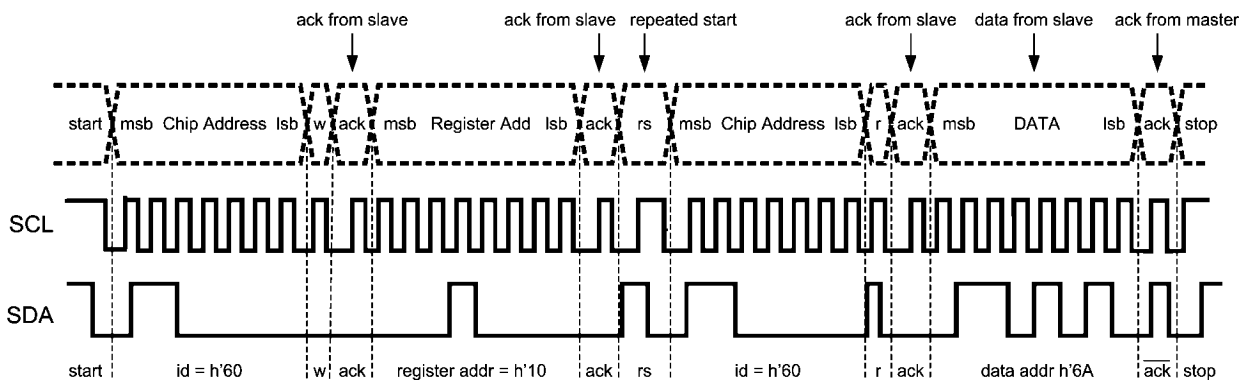 ack from slave ack from slave repeated start ack from slave data from slave ack from master
start msb Chip Address lsb w ack msb Register Add lsb ack rs msb Chip Address lsb r ack msb DATA lsb ack stop
SCL
SDA
start id = h'60 w ack register addr = h'10 ack rs id = h'60 r ack data addr h'6A ack stop